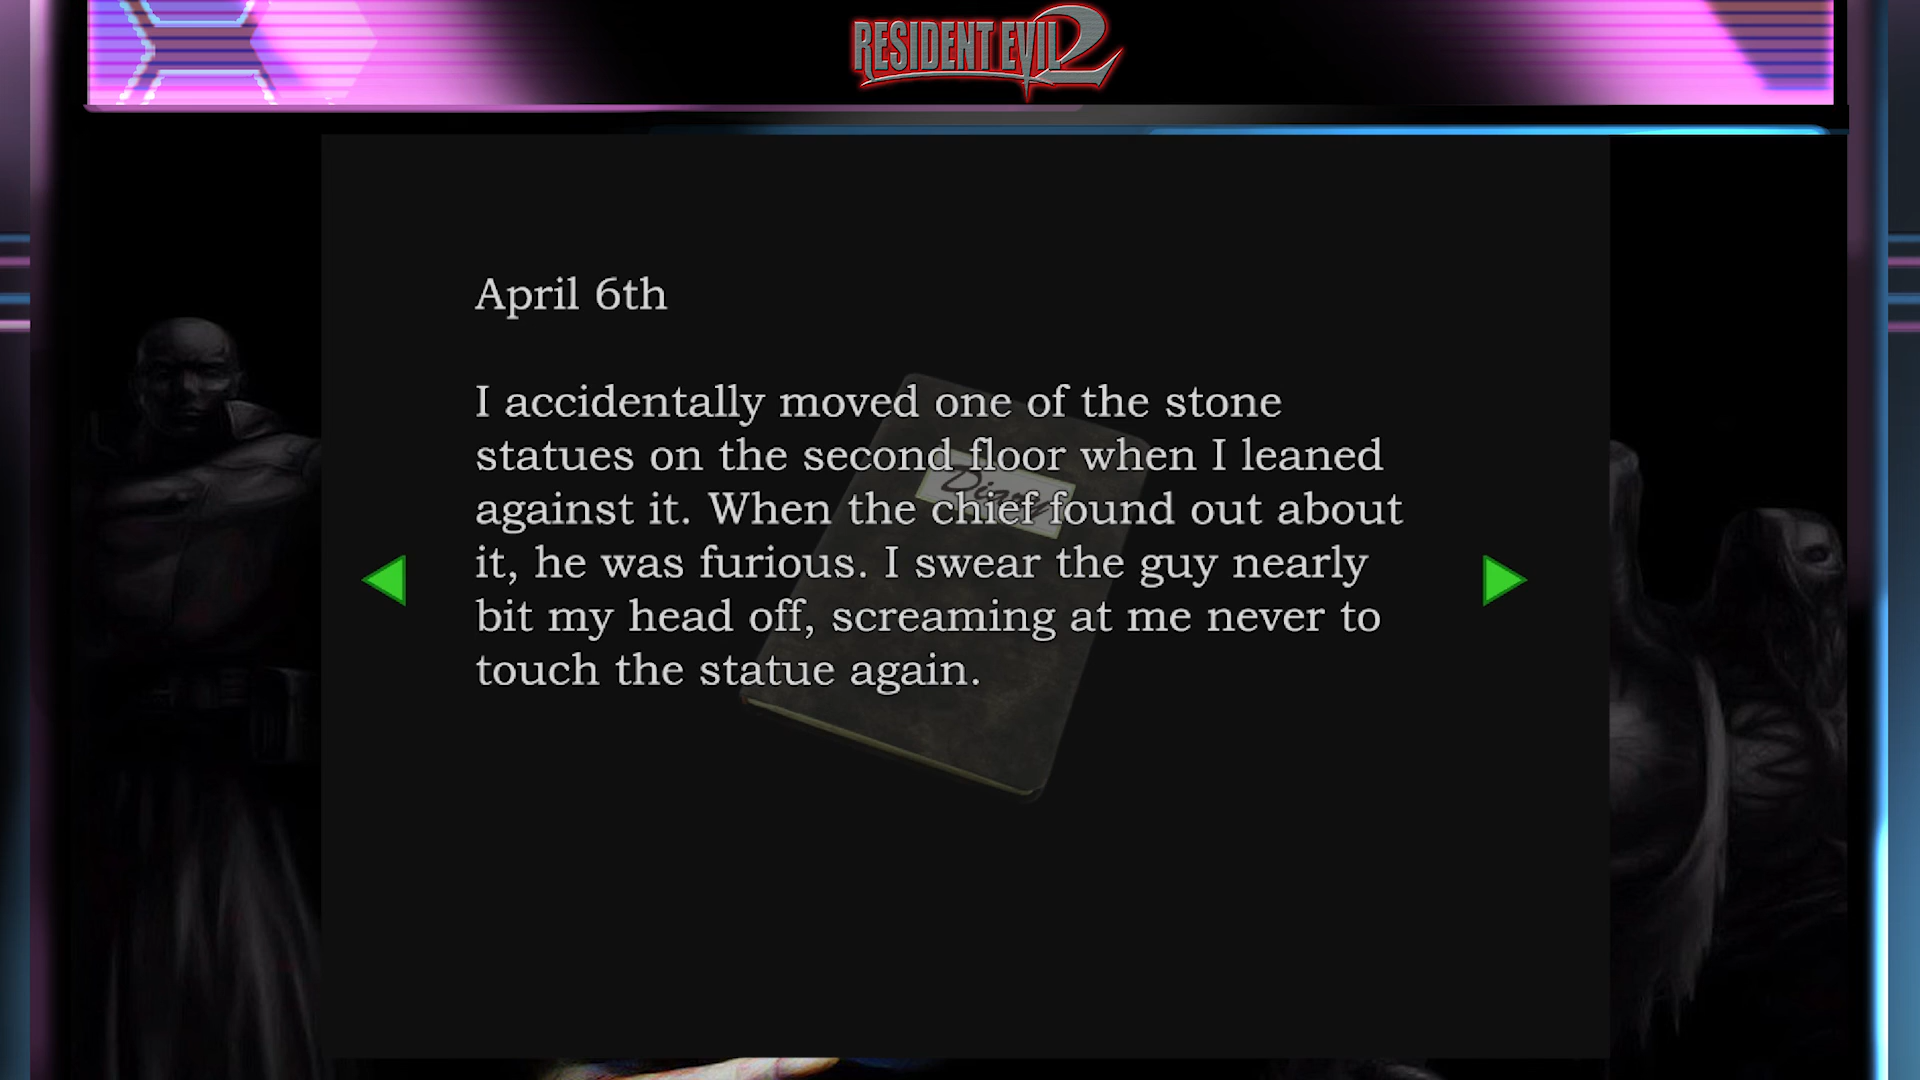 RESIDENT EVIL 2
April 6th
I accidentally moved one of the stone
statues on the second floor when I leaned
against it. When the chief found out about
it, he was furious. I swear the guy nearly
bit my head off, screaming at me never to
touch the statue again.
Diary